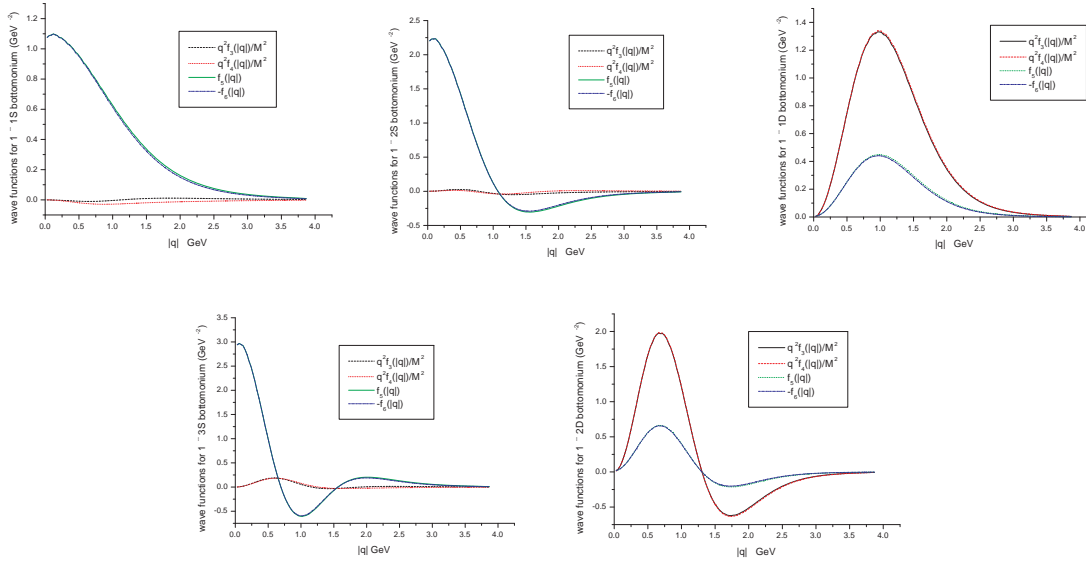 wave functions for 1⁻⁻ 1S bottomonium (GeV⁻²)
1.2
1.0
0.8
0.6
0.4
0.2
0.0
q²f₃(|q|)/M²
q²f₄(|q|)/M²
f₅(|q|)
-f₆(|q|)
0.0 0.5 1.0 1.5 2.0 2.5 3.0 3.5 4.0
|q| GeV
wave functions for 1⁻⁻ 2S bottomonium (GeV⁻²)
2.5
2.0
1.5
1.0
0.5
0.0
-0.5
q²f₃(|q|)/M²
q²f₄(|q|)/M²
f₅(|q|)
-f₆(|q|)
0.0 0.5 1.0 1.5 2.0 2.5 3.0 3.5 4.0
|q| GeV
wave functions for 1⁻⁻ 1D bottomonium (GeV⁻²)
1.4
1.2
1.0
0.8
0.6
0.4
0.2
0.0
q²f₃(|q|)/M²
q²f₄(|q|)/M²
f₅(|q|)
-f₆(|q|)
0.0 0.5 1.0 1.5 2.0 2.5 3.0 3.5 4.0
|q| GeV
wave functions for 1⁻⁻ 3S bottomonium (GeV⁻²)
3.5
3.0
2.5
2.0
1.5
1.0
0.5
0.0
-0.5
q²f₃(|q|)/M²
q²f₄(|q|)/M²
f₅(|q|)
-f₆(|q|)
0.0 0.5 1.0 1.5 2.0 2.5 3.0 3.5 4.0
|q| GeV
wave functions for 1⁻⁻ 2D bottomonium (GeV⁻²)
2.0
1.5
1.0
0.5
0.0
-0.5
q²f₃(|q|)/M²
q²f₄(|q|)/M²
f₅(|q|)
-f₆(|q|)
0.0 0.5 1.0 1.5 2.0 2.5 3.0 3.5 4.0
|q| GeV